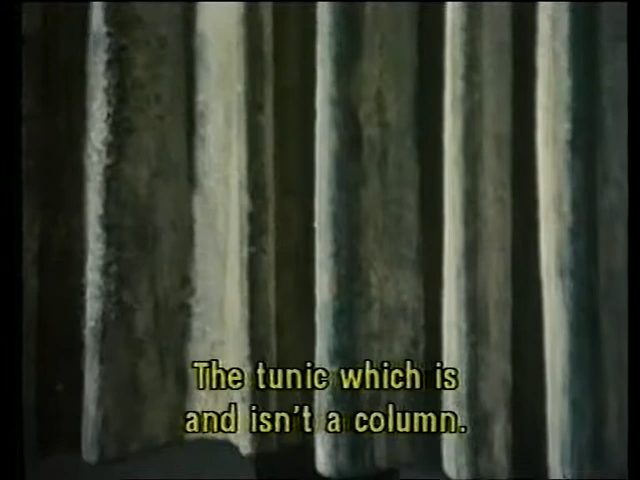 The tunic which is
and isn't a column.